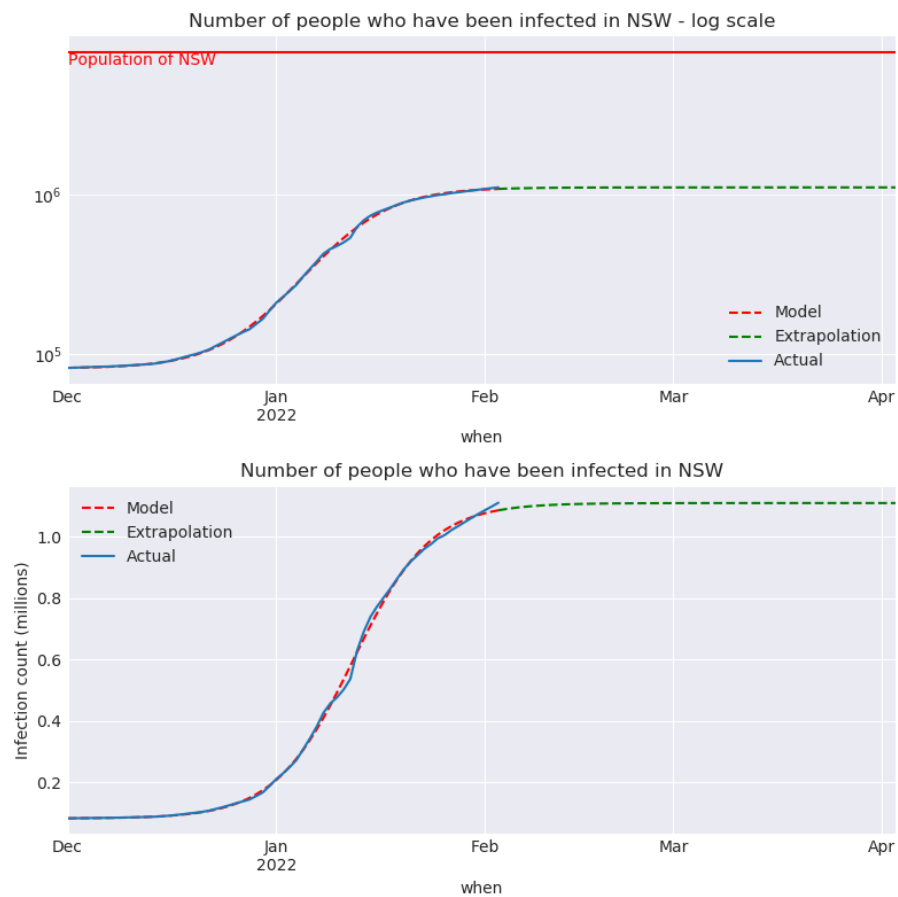 Number of people who have been infected in NSW - log scale
Population of NSW
10⁶
10⁵
Model
Extrapolation
Actual
Dec Jan Feb Mar Apr
2022
when
Number of people who have been infected in NSW
Model
Extrapolation
Actual
Infection count (millions)
1.0
0.8
0.6
0.4
0.2
Dec Jan Feb Mar Apr
2022
when